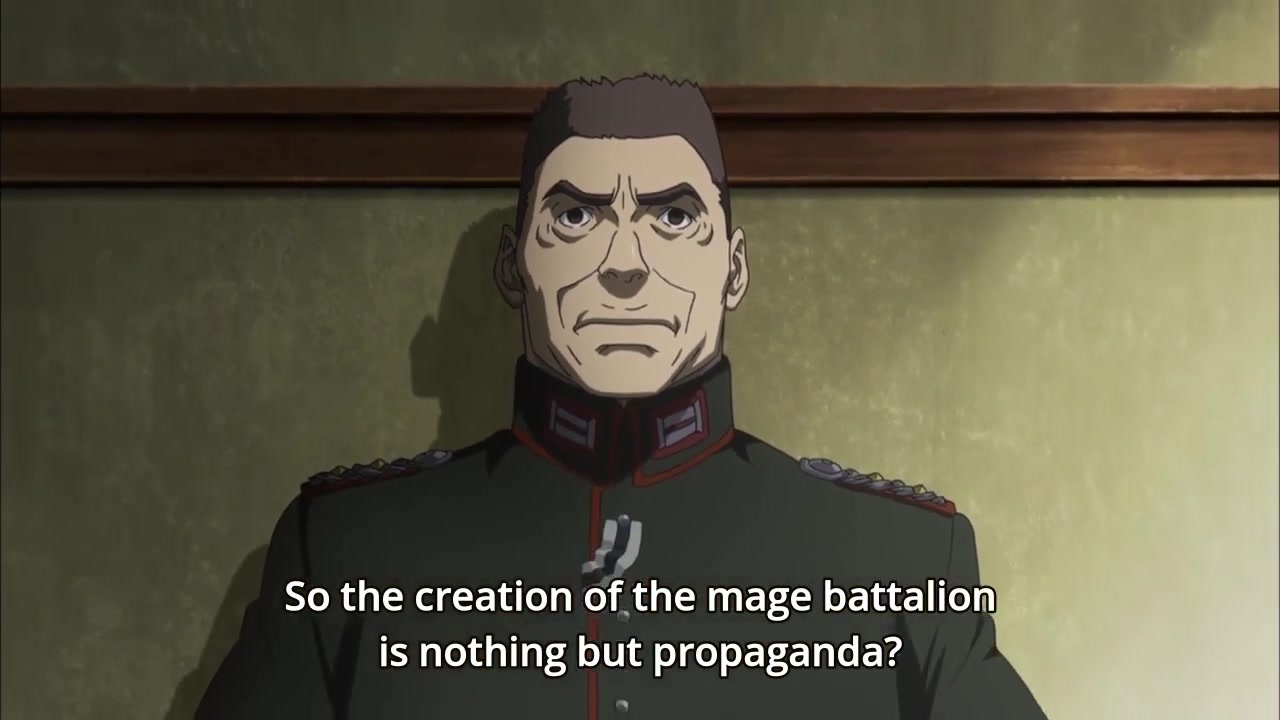 So the creation of the mage battalion
is nothing but propaganda?